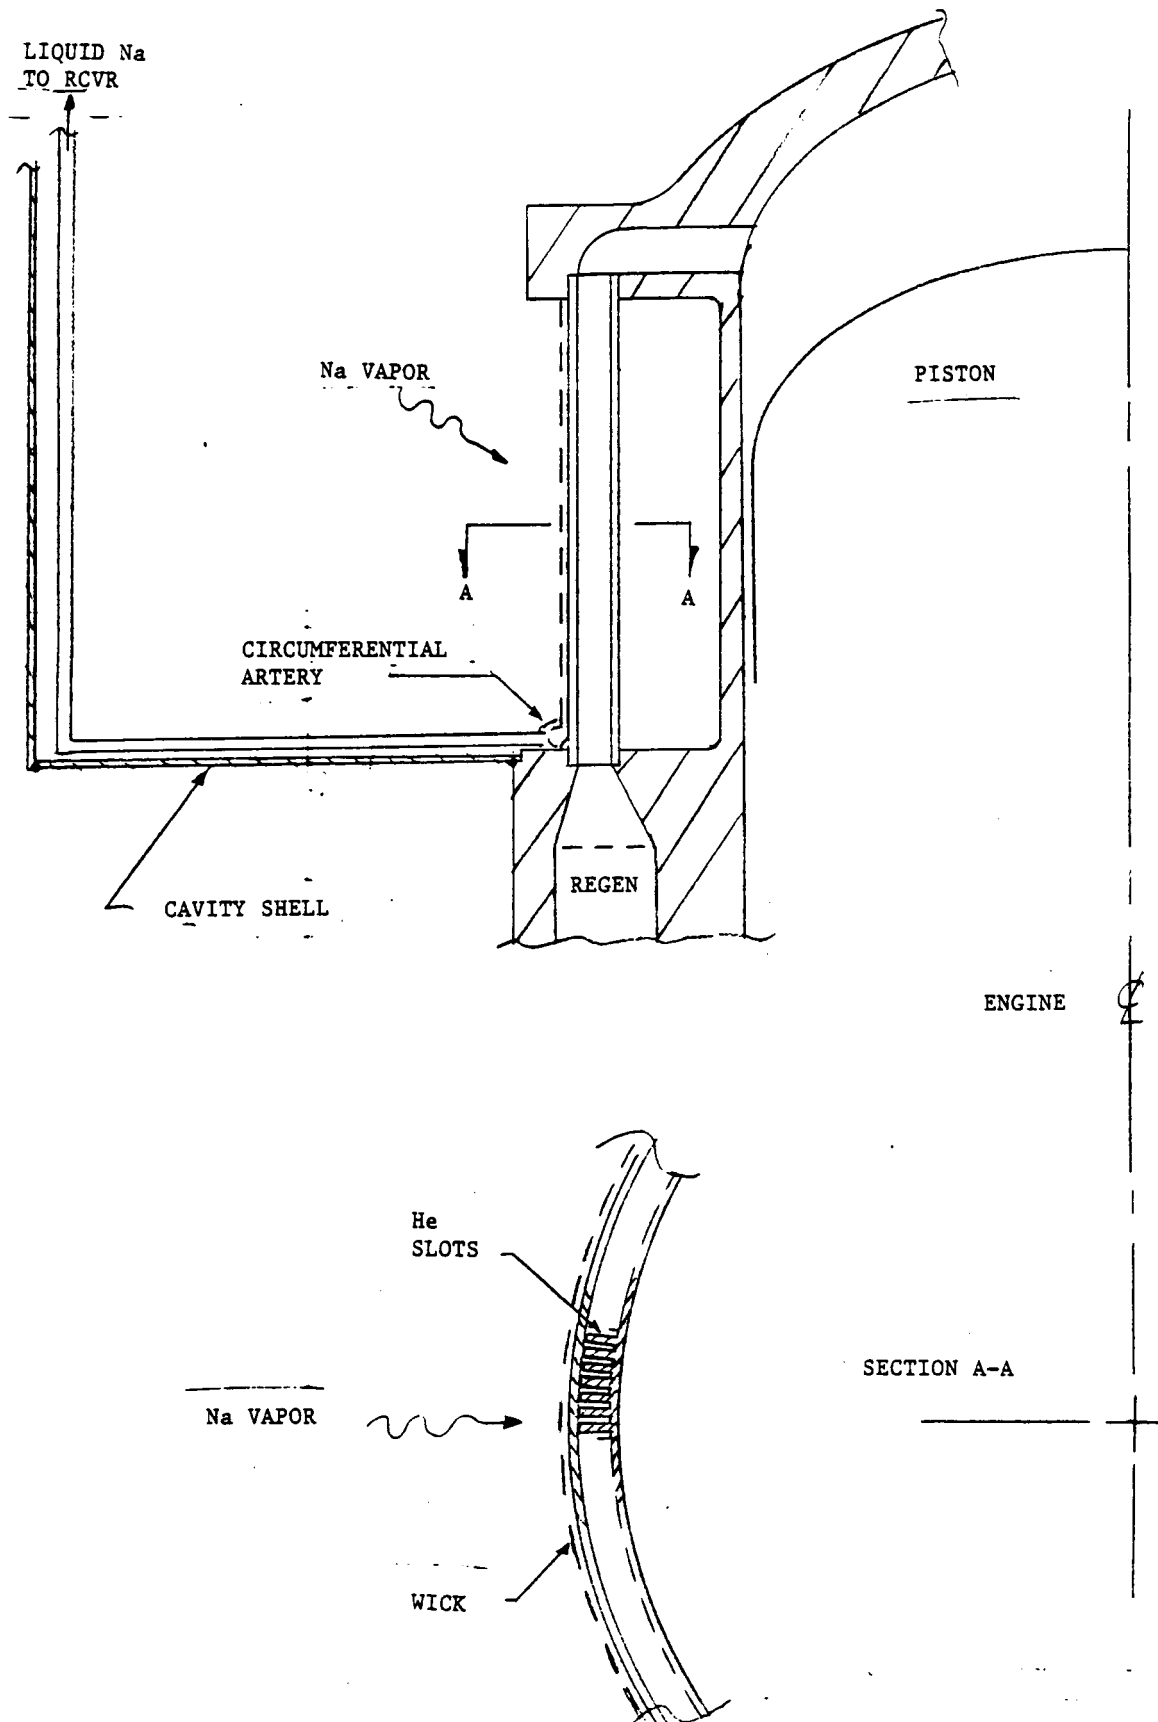 LIQUID Na
TO RCVR
Na VAPOR
PISTON
A
A
CIRCUMFERENTIAL
ARTERY
REGEN
CAVITY SHELL
ENGINE ℄
He
SLOTS
SECTION A-A
Na VAPOR
WICK